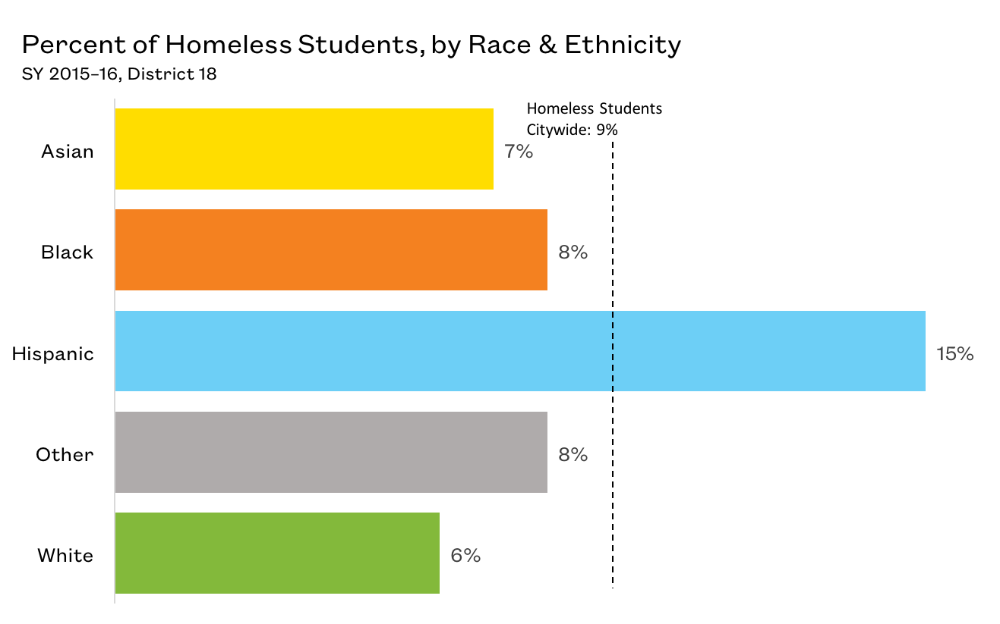 Percent of Homeless Students, by Race & Ethnicity
SY 2015–16, District 18
Homeless Students
Citywide: 9%
Asian 7%
Black 8%
Hispanic 15%
Other 8%
White 6%